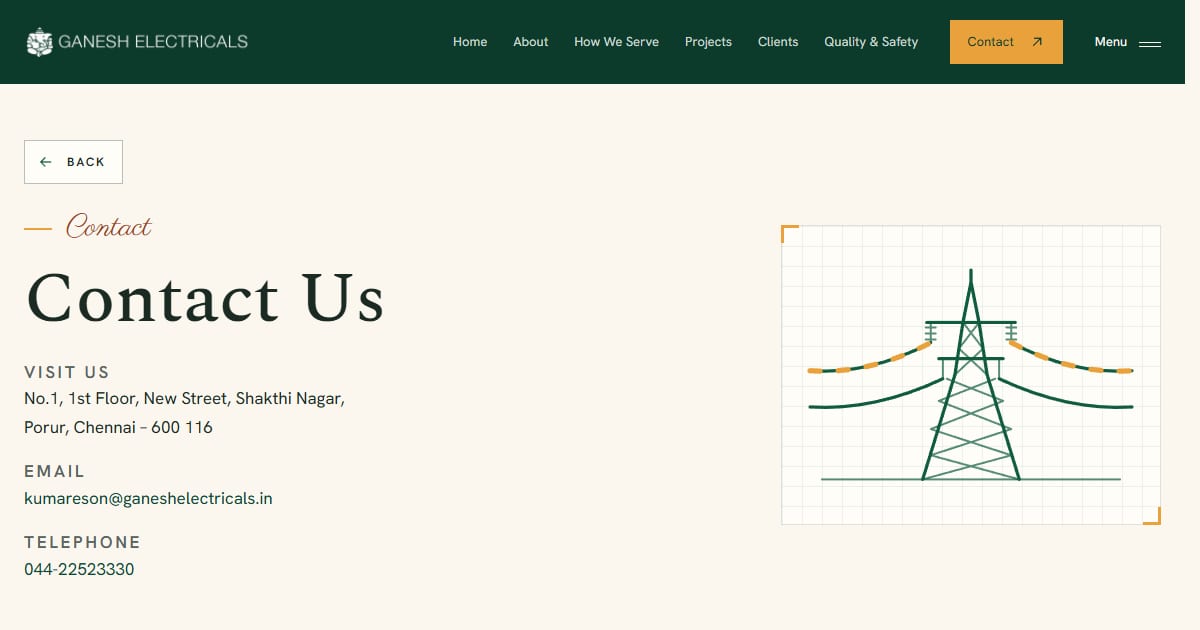 GANESH ELECTRICALS
Home About How We Serve Projects Clients Quality & Safety Contact Menu
BACK
Contact
Contact Us
VISIT US
No.1, 1st Floor, New Street, Shakthi Nagar,
Porur, Chennai – 600 116
EMAIL
kumareson@ganeshelectricals.in
TELEPHONE
044-22523330